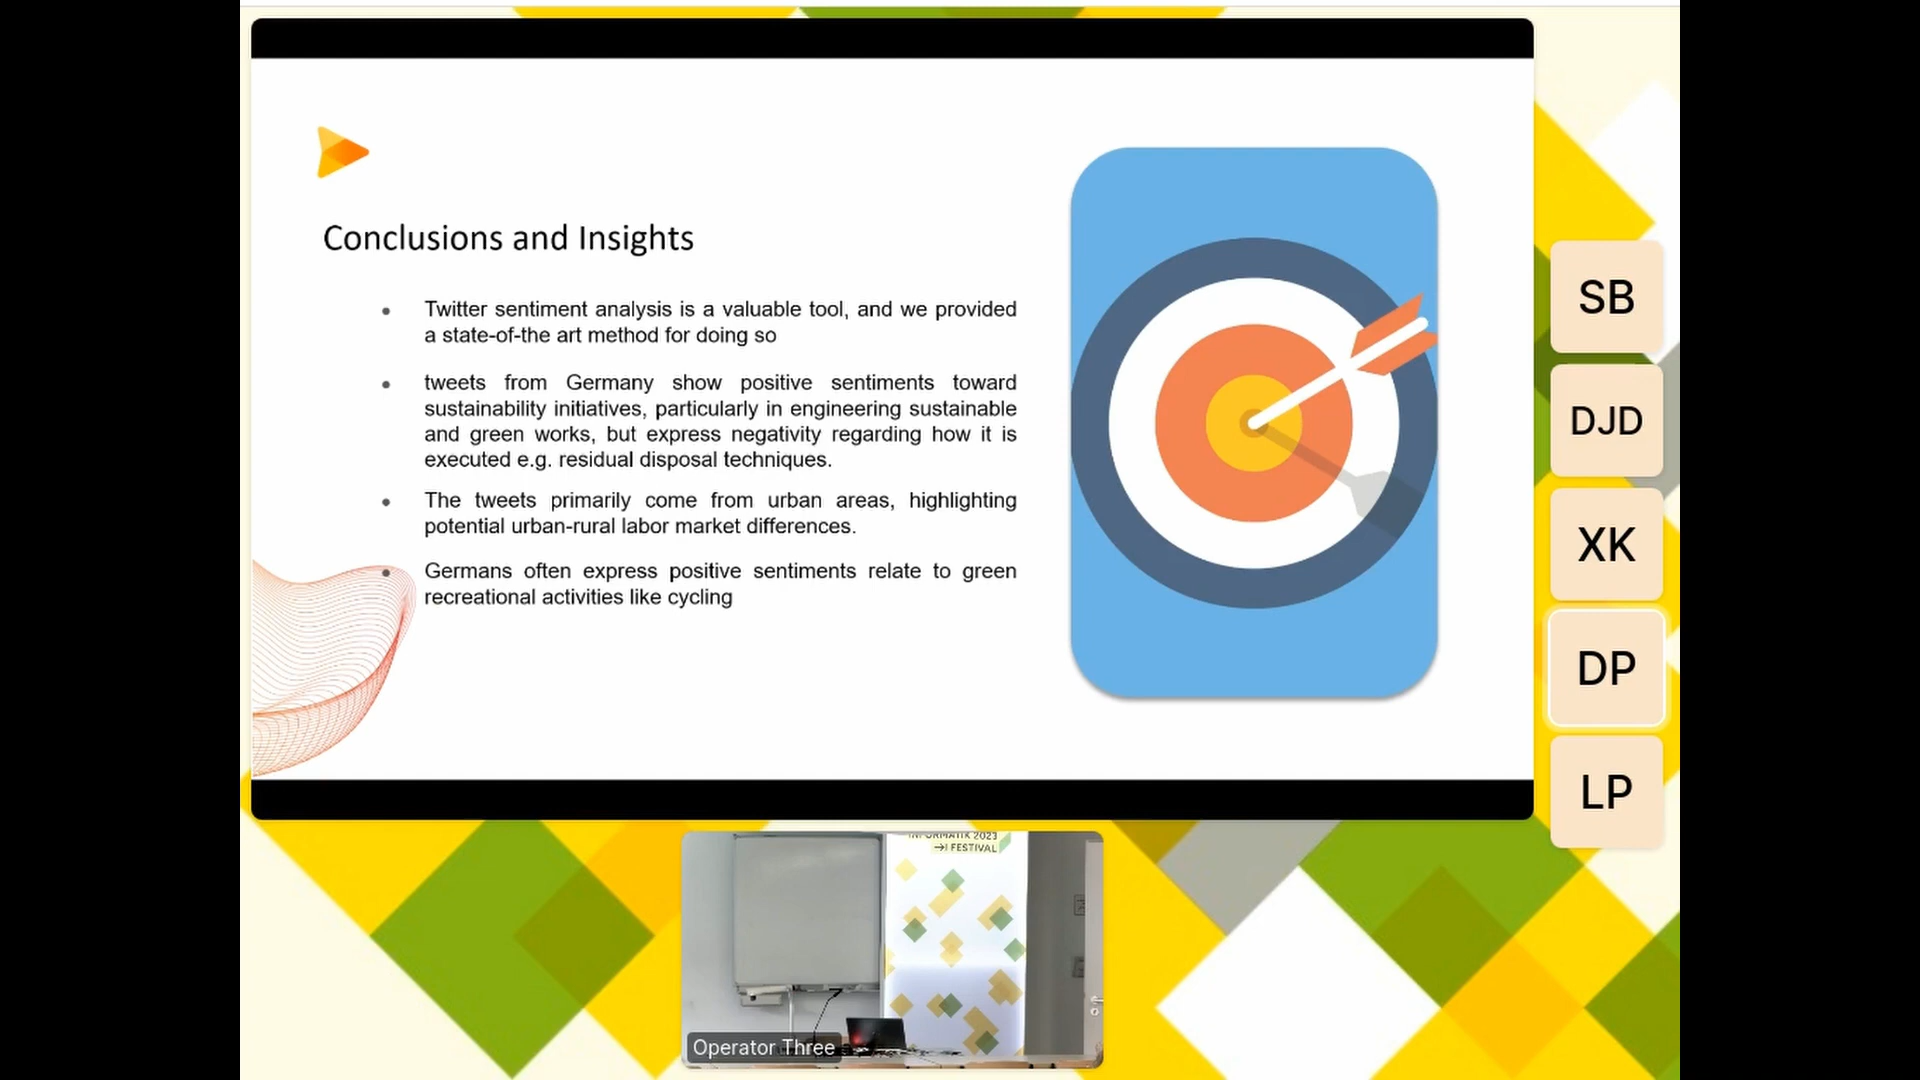 Conclusions and Insights
Twitter sentiment analysis is a valuable tool, and we provided
a state-of-the art method for doing so
tweets from Germany show positive sentiments toward
sustainability initiatives, particularly in engineering sustainable
and green works, but express negativity regarding how it is
executed e.g. residual disposal techniques.
The tweets primarily come from urban areas, highlighting
potential urban-rural labor market differences.
Germans often express positive sentiments relate to green
recreational activities like cycling
SB
DJD
XK
DP
LP
INFORMATIK 2023
FESTIVAL
Operator Three